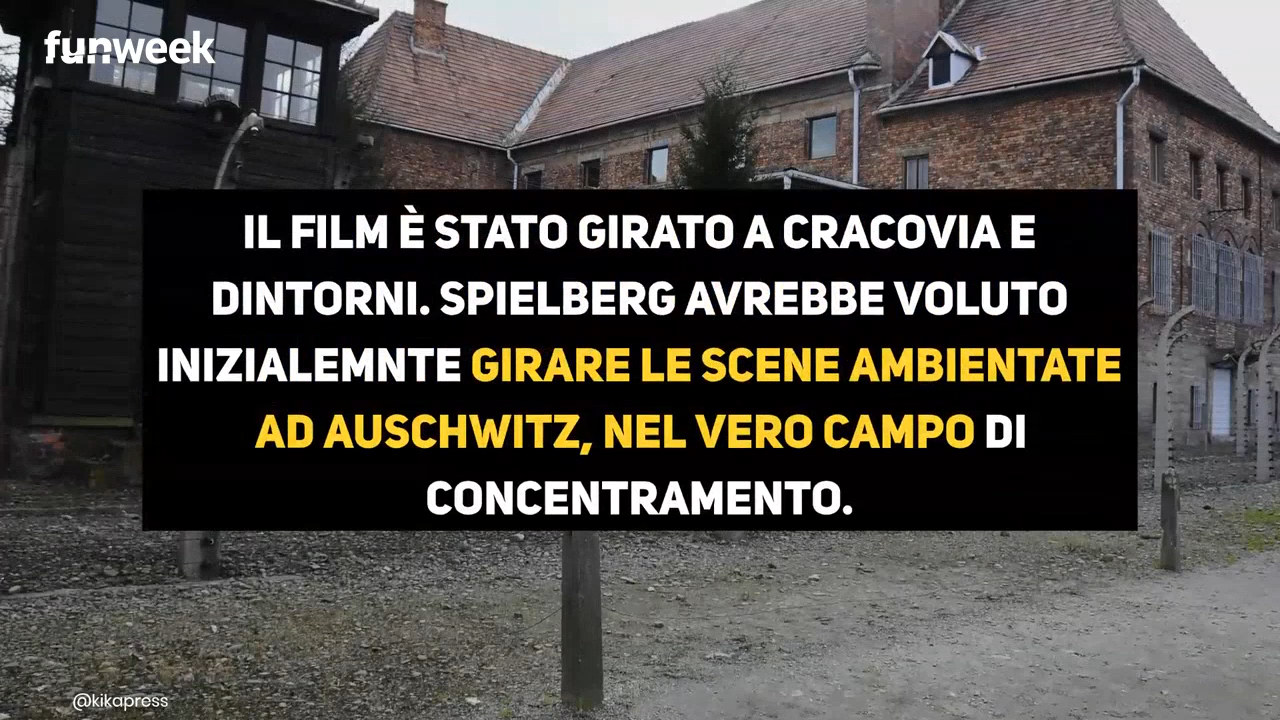 funweek
IL FILM È STATO GIRATO A CRACOVIA E
DINTORNI. SPIELBERG AVREBBE VOLUTO
INIZIALEMNTE GIRARE LE SCENE AMBIENTATE
AD AUSCHWITZ, NEL VERO CAMPO DI
CONCENTRAMENTO.
@kikapress